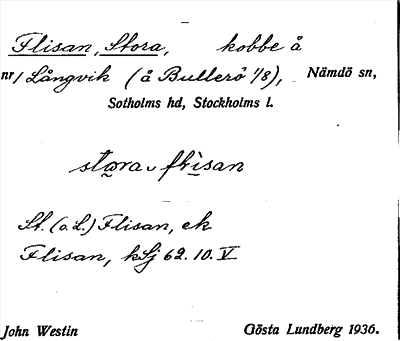 Flisan, Stora, kobbe å
nr/ Långvik (å Bullerö 1/8), Nämdö sn,
Sotholms hd, Stockholms l.
stora flisan
St. (o.L.) Flisan, ek
Flisan, kSj 62.10.V
John Westin Gösta Lundberg 1936.